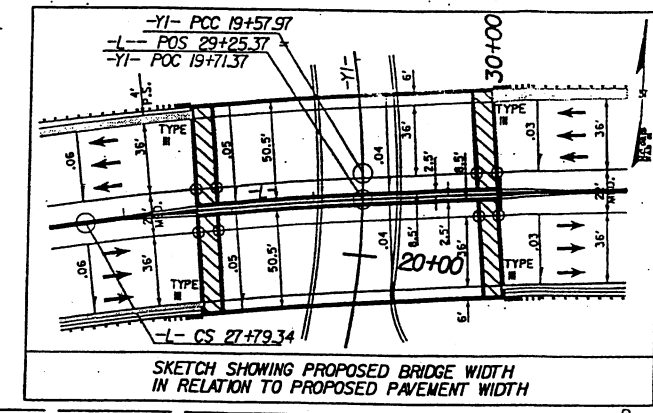 -Y1- PCC 19+57.97
-L- POS 29+25.37
-Y1- POC 19+71.37
-Y1-
30+00
4'
P.S.
6'
TYPE
III
TYPE
III
.06
36'
.05
50.5'
.04
36'
2.5'
8.5'
.03
36'
-L-
MED.
.06
36'
TYPE
III
.05
50.5'
.04
8.5'
2.5'
36'
20+00
TYPE
III
.03
36'
6'
-L- CS 27+79.34
SKETCH SHOWING PROPOSED BRIDGE WIDTH
IN RELATION TO PROPOSED PAVEMENT WIDTH